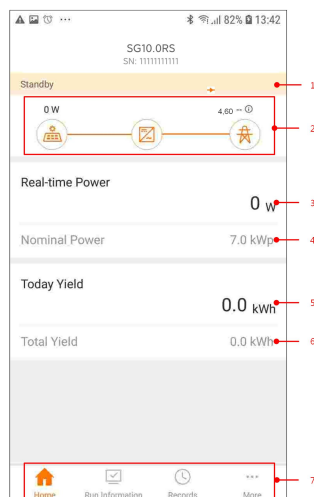 82% 13:42
SG10.0RS
SN: 11111111111
Standby
1
0 W
4,60 --
2
Real-time Power
0 W
3
Nominal Power
7.0 kWp
4
Today Yield
0.0 kWh
5
Total Yield
0.0 kWh
6
Home
Run Information
Records
More
7